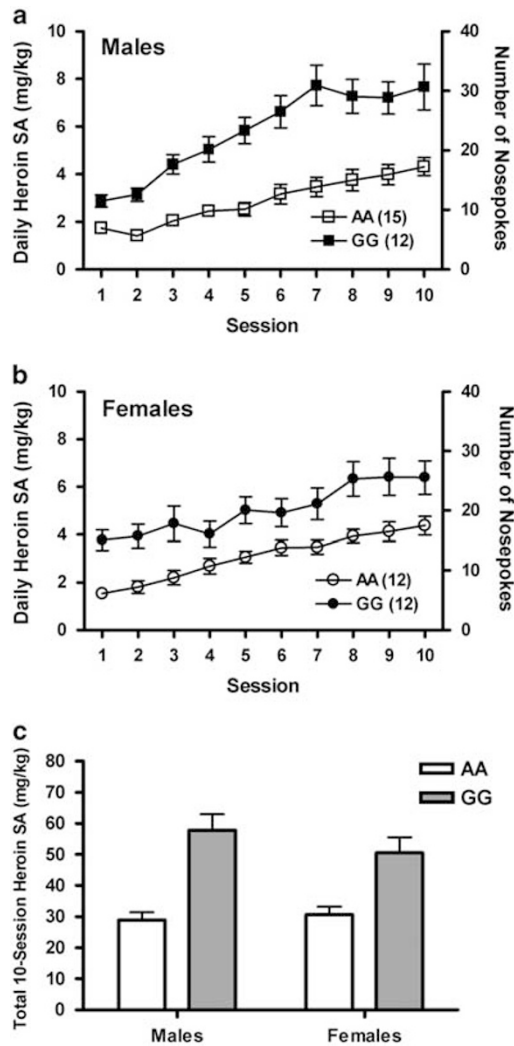 a
Males
Daily Heroin SA (mg/kg)
10
8
6
4
2
0
Number of Nosepokes
40
30
20
10
0
AA (15)
GG (12)
1 2 3 4 5 6 7 8 9 10
Session
b
Females
Daily Heroin SA (mg/kg)
10
8
6
4
2
0
Number of Nosepokes
40
30
20
10
0
AA (12)
GG (12)
1 2 3 4 5 6 7 8 9 10
Session
c
Total 10-Session Heroin SA (mg/kg)
80
70
60
50
40
30
20
10
0
AA
GG
Males Females